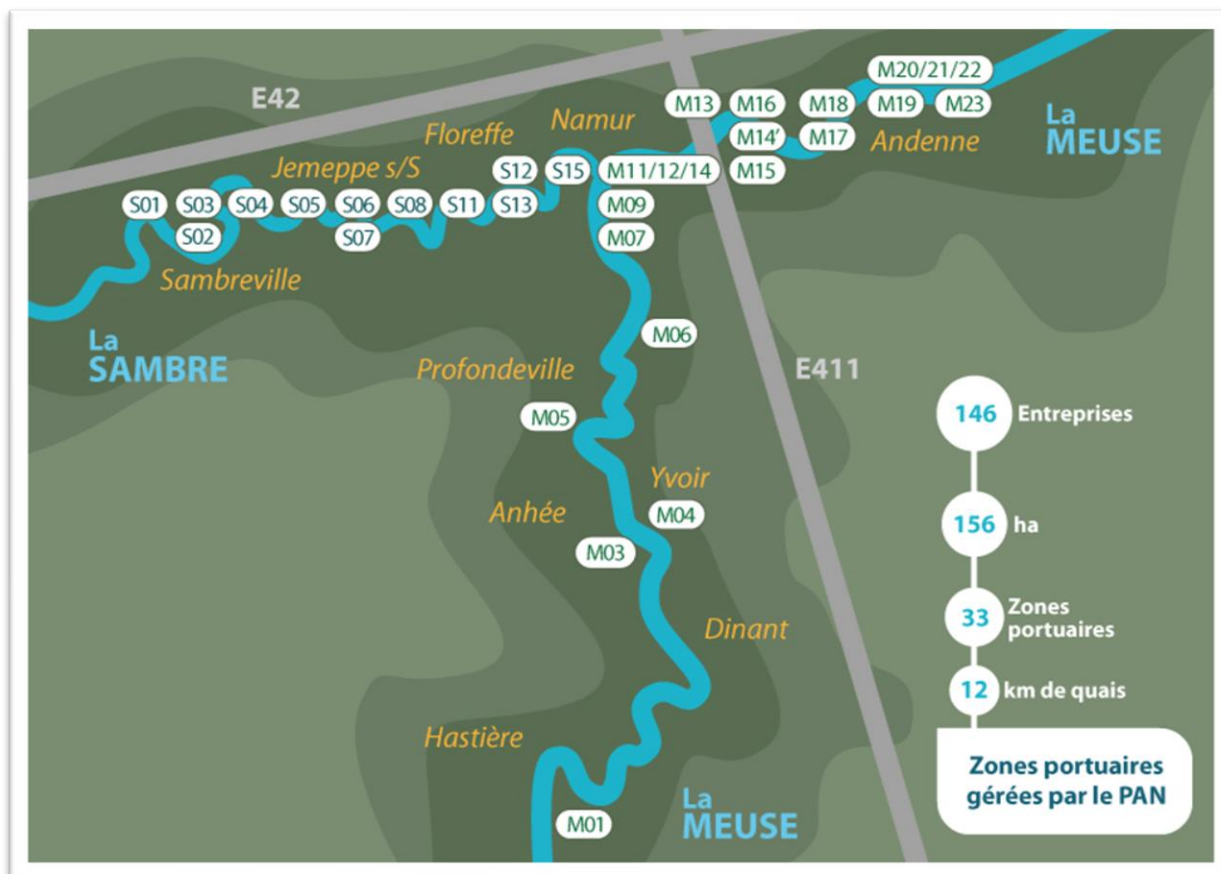 E42
Floreffe
Namur
Jemeppe s/S
M13
M16
M18
M20/21/22
M19
M23
M14'
M17
Andenne
La
MEUSE
S12
S15
M11/12/14
M15
S01
S03
S04
S05
S06
S08
S11
S13
M09
S02
S07
M07
Sambreville
La
SAMBRE
M06
Profondeville
E411
M05
Yvoir
Anhée
M04
M03
Dinant
Hastière
La
MEUSE
M01
146 Entreprises
156 ha
33 Zones
portuaires
12 km de quais
Zones portuaires
gérées par le PAN